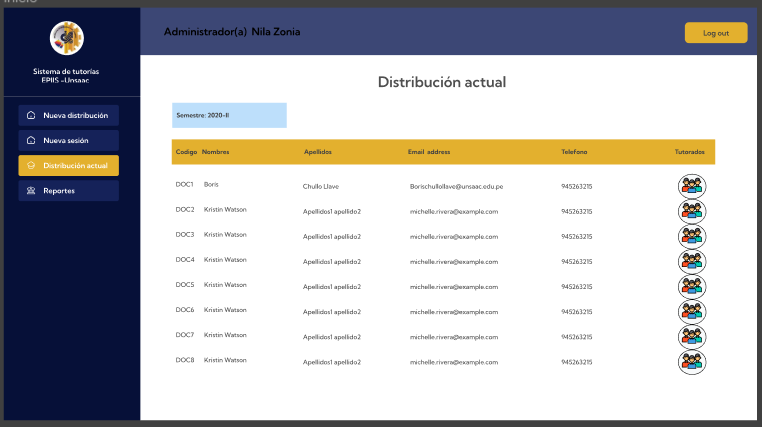 Inicio
Sistema de tutorías
EPIIS -Unsaac
Nueva distribución
Nueva sesión
Distribución actual
Reportes
Administrador(a) Nila Zonia
Log out
Distribución actual
Semestre: 2020-II
Codigo Nombres Apellidos Email address Telefono Tutorados
DOC1 Boris Chullo Llave Borischullollave@unsaac.edu.pe 945263215
DOC2 Kristin Watson Apellidos1 apellido2 michelle.rivera@example.com 945263215
DOC3 Kristin Watson Apellidos1 apellido2 michelle.rivera@example.com 945263215
DOC4 Kristin Watson Apellidos1 apellido2 michelle.rivera@example.com 945263215
DOC5 Kristin Watson Apellidos1 apellido2 michelle.rivera@example.com 945263215
DOC6 Kristin Watson Apellidos1 apellido2 michelle.rivera@example.com 945263215
DOC7 Kristin Watson Apellidos1 apellido2 michelle.rivera@example.com 945263215
DOC8 Kristin Watson Apellidos1 apellido2 michelle.rivera@example.com 945263215